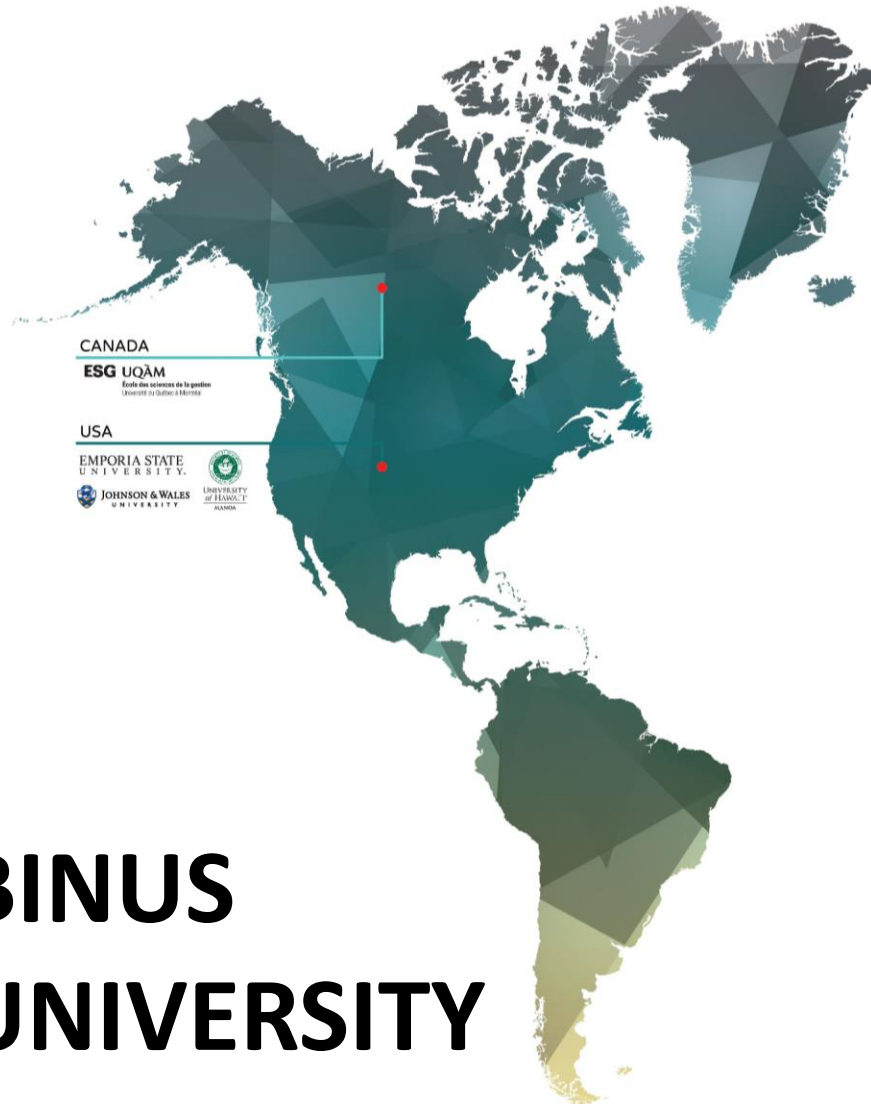 CANADA
ESG UQÀM
École des sciences de la gestion
Université du Québec à Montréal
USA
EMPORIA STATE
UNIVERSITY.
JOHNSON & WALES
UNIVERSITY
UNIVERSITY
of HAWAI'I
MĀNOA
BINUS
UNIVERSITY